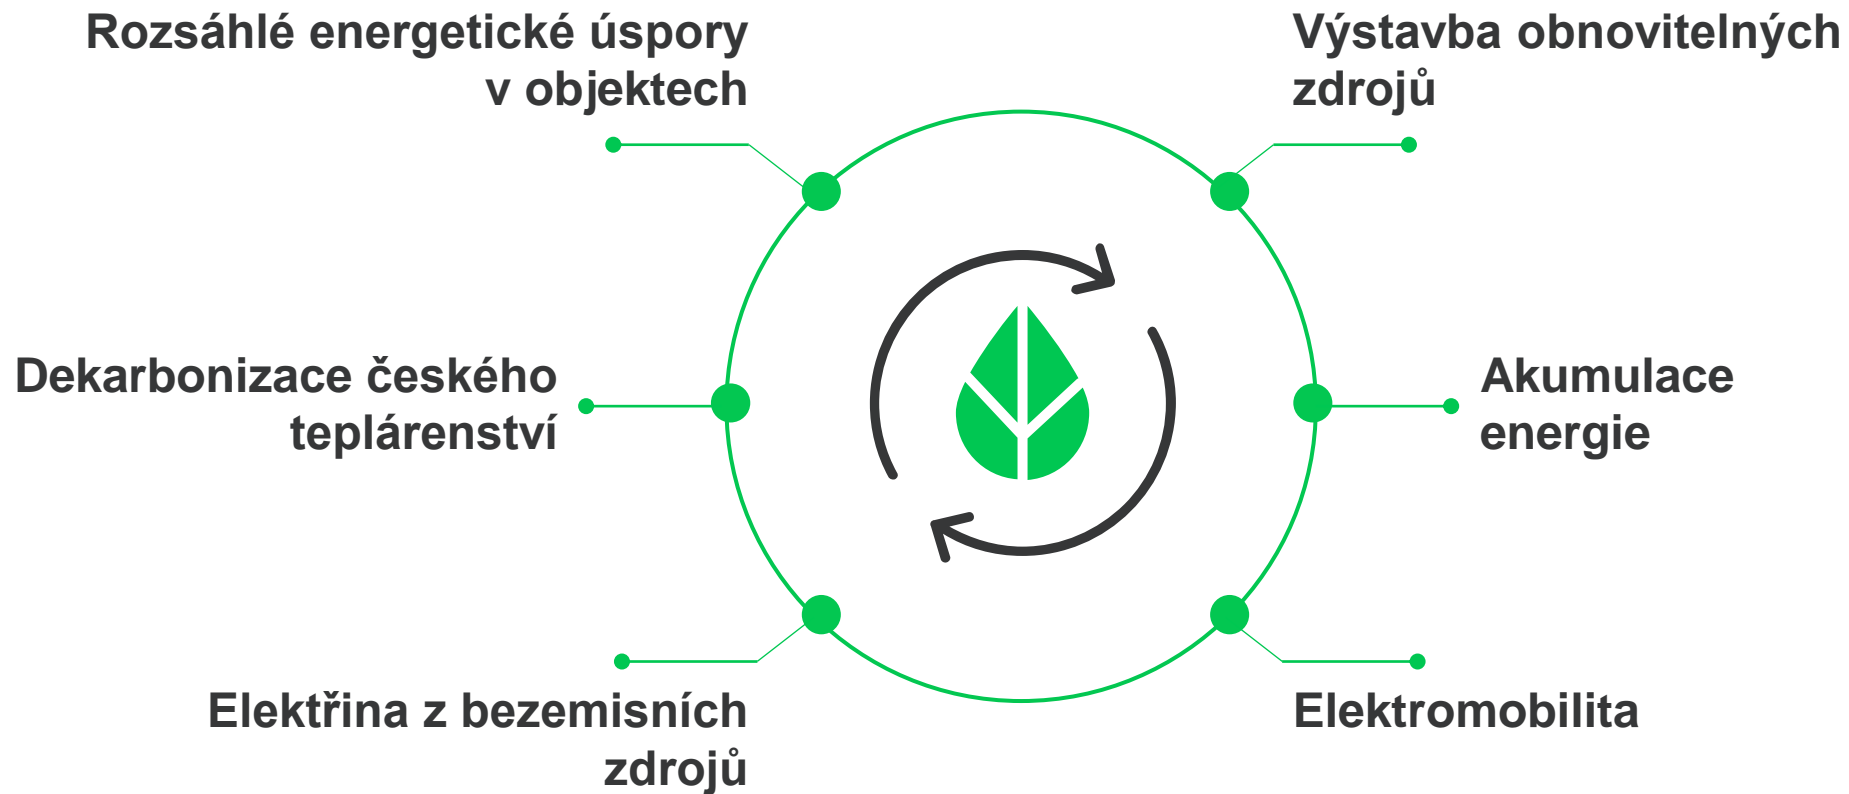 Rozsáhlé energetické úspory
v objektech
Výstavba obnovitelných
zdrojů
Dekarbonizace českého
teplárenství
Akumulace
energie
Elektřina z bezemisních
zdrojů
Elektromobilita